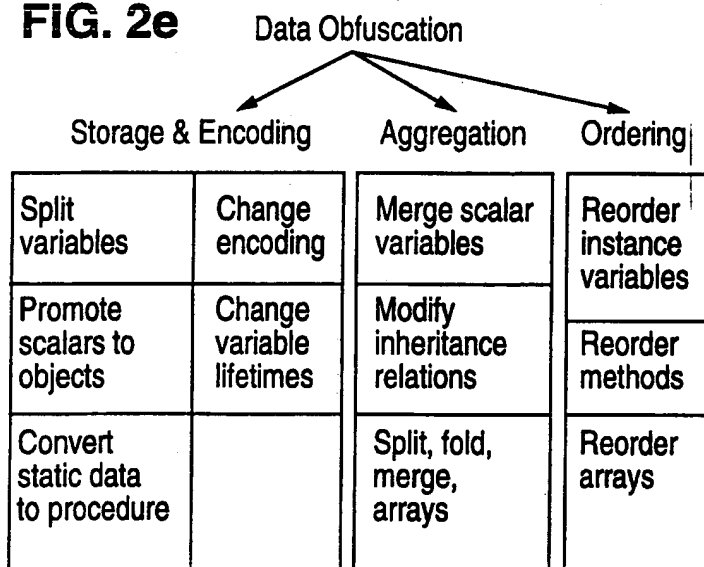 FIG. 2e
Data Obfuscation
Storage & Encoding
Aggregation
Ordering
Split
variables
Change
encoding
Merge scalar
variables
Reorder
instance
variables
Promote
scalars to
objects
Change
variable
lifetimes
Modify
inheritance
relations
Reorder
methods
Convert
static data
to procedure
Split, fold,
merge,
arrays
Reorder
arrays